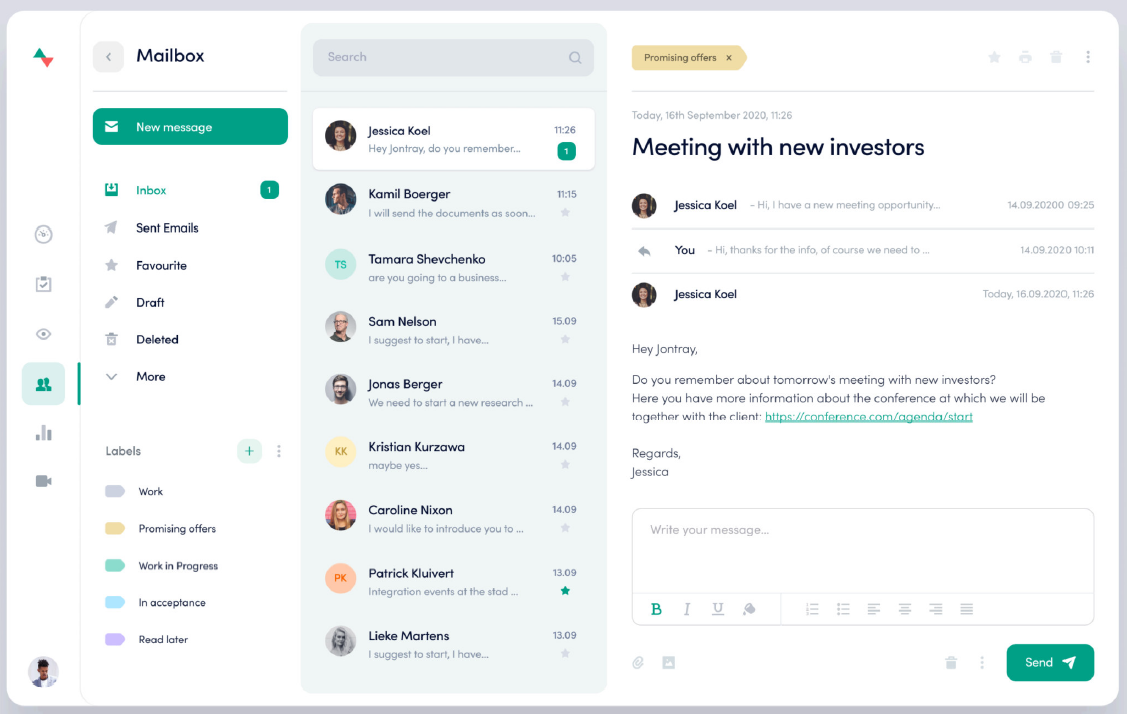 Mailbox
New message
Inbox
1
Sent Emails
Favourite
Draft
Deleted
More
Labels
Work
Promising offers
Work in Progress
In acceptance
Read later
Search
Jessica Koel
11:26
Hey Jontray, do you remember...
1
Kamil Boerger
11:15
I will send the documents as soon...
TS
Tamara Shevchenko
10:05
are you going to a business...
Sam Nelson
15.09
I suggest to start, I have...
Jonas Berger
14.09
We need to start a new research ...
KK
Kristian Kurzawa
14.09
maybe yes...
Caroline Nixon
14.09
I would like to introduce you to ...
PK
Patrick Kluivert
13.09
Integration events at the stad ...
Lieke Martens
13.09
I suggest to start, I have...
Promising offers x
Today, 16th September 2020, 11:26
Meeting with new investors
Jessica Koel – Hi, I have a new meeting opportunity... 14.09.20200 09:25
You – Hi, thanks for the info, of course we need to ... 14.09.2020 10:11
Jessica Koel Today, 16.09.2020, 11:26
Hey Jontray,
Do you remember about tomorrow's meeting with new investors?
Here you have more information about the conference at which we will be
together with the client: https://conference.com/agenda/start
Regards,
Jessica
Write your message...
B I U
Send